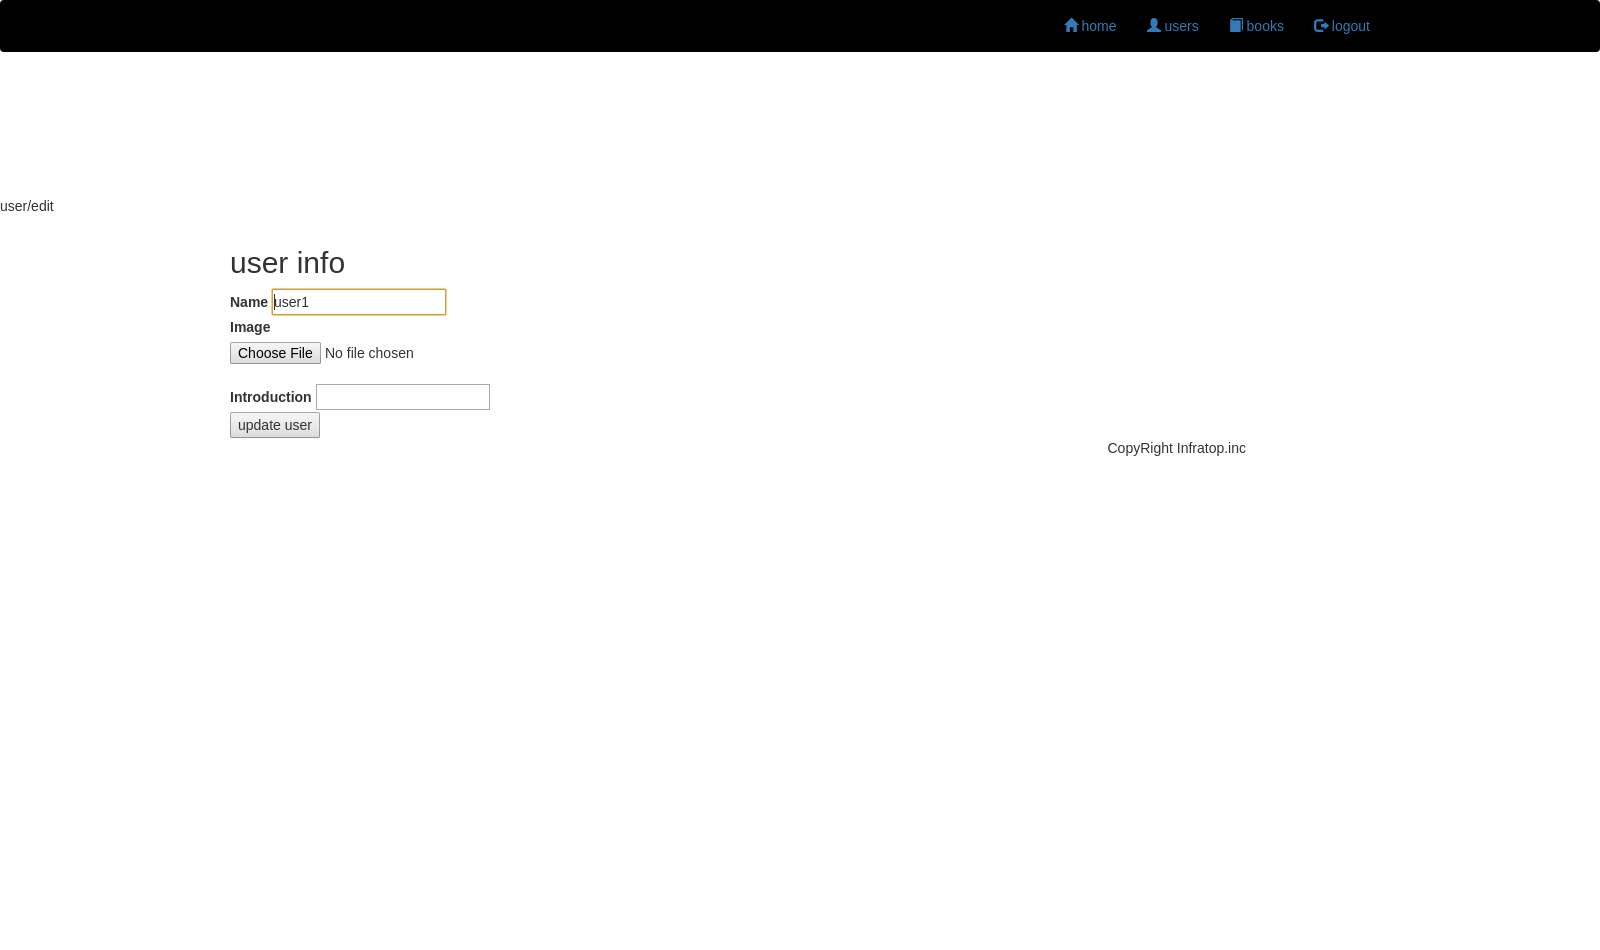 home users books logout
user/edit
user info
Name user1
Image
Choose File No file chosen
Introduction
update user
CopyRight Infratop.inc